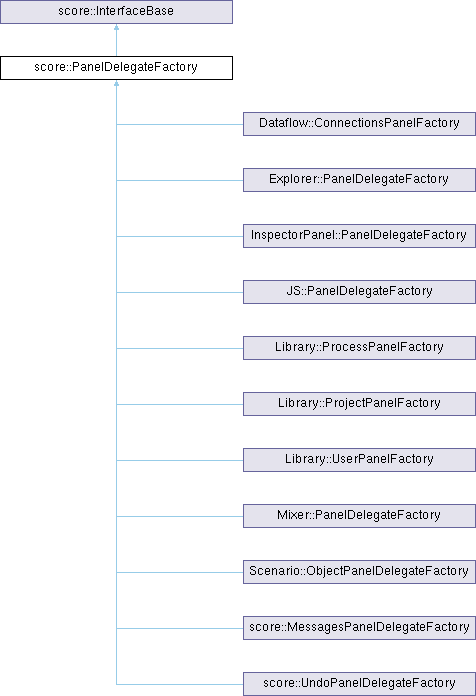 score::InterfaceBase
score::PanelDelegateFactory
Dataflow::ConnectionsPanelFactory
Explorer::PanelDelegateFactory
InspectorPanel::PanelDelegateFactory
JS::PanelDelegateFactory
Library::ProcessPanelFactory
Library::ProjectPanelFactory
Library::UserPanelFactory
Mixer::PanelDelegateFactory
Scenario::ObjectPanelDelegateFactory
score::MessagesPanelDelegateFactory
score::UndoPanelDelegateFactory